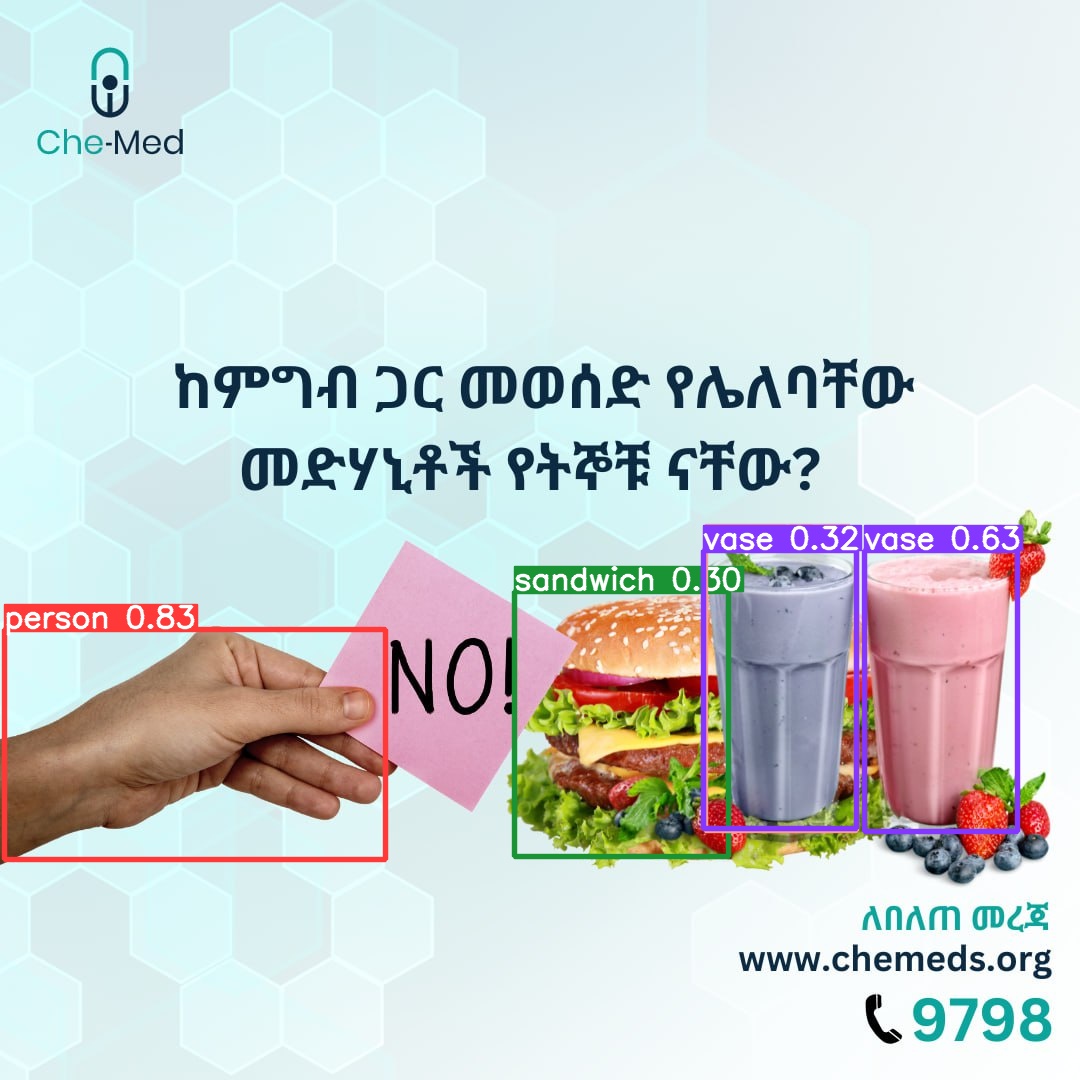 Che-Med
ከምግብ ጋር መወሰድ የሌለባቸው
መድሃኒቶች የትኞቹ ናቸው?
vase 0.32
vase 0.63
sandwich 0.30
person 0.83
NO!
ለበለጠ መረጃ
www.chemeds.org
9798